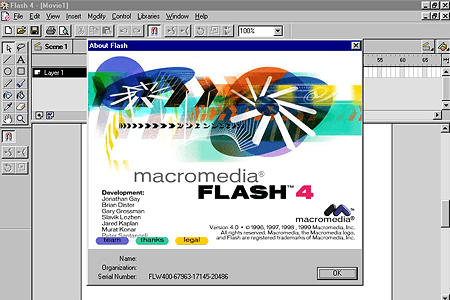 Flash 4 - [Movie1]
File Edit View Insert Modify Control Libraries Window Help
100%
Scene 1
Layer 1
55 60 65
About Flash
macromedia®
FLASH™ 4
Development:
Jonathan Gay
Brian Dister
Gary Grossman
Slavik Lozben
Jared Kaplan
Murat Konar
Peter Santangeli
macromedia®
Version 4.0 - © 1996, 1997, 1998, 1999 Macromedia, Inc.
All rights reserved. Macromedia, the Macromedia logo,
and Flash are registered trademarks of Macromedia, Inc.
team thanks legal
Name:
Organization:
Serial Number: FLW400-67963-17145-20486
OK